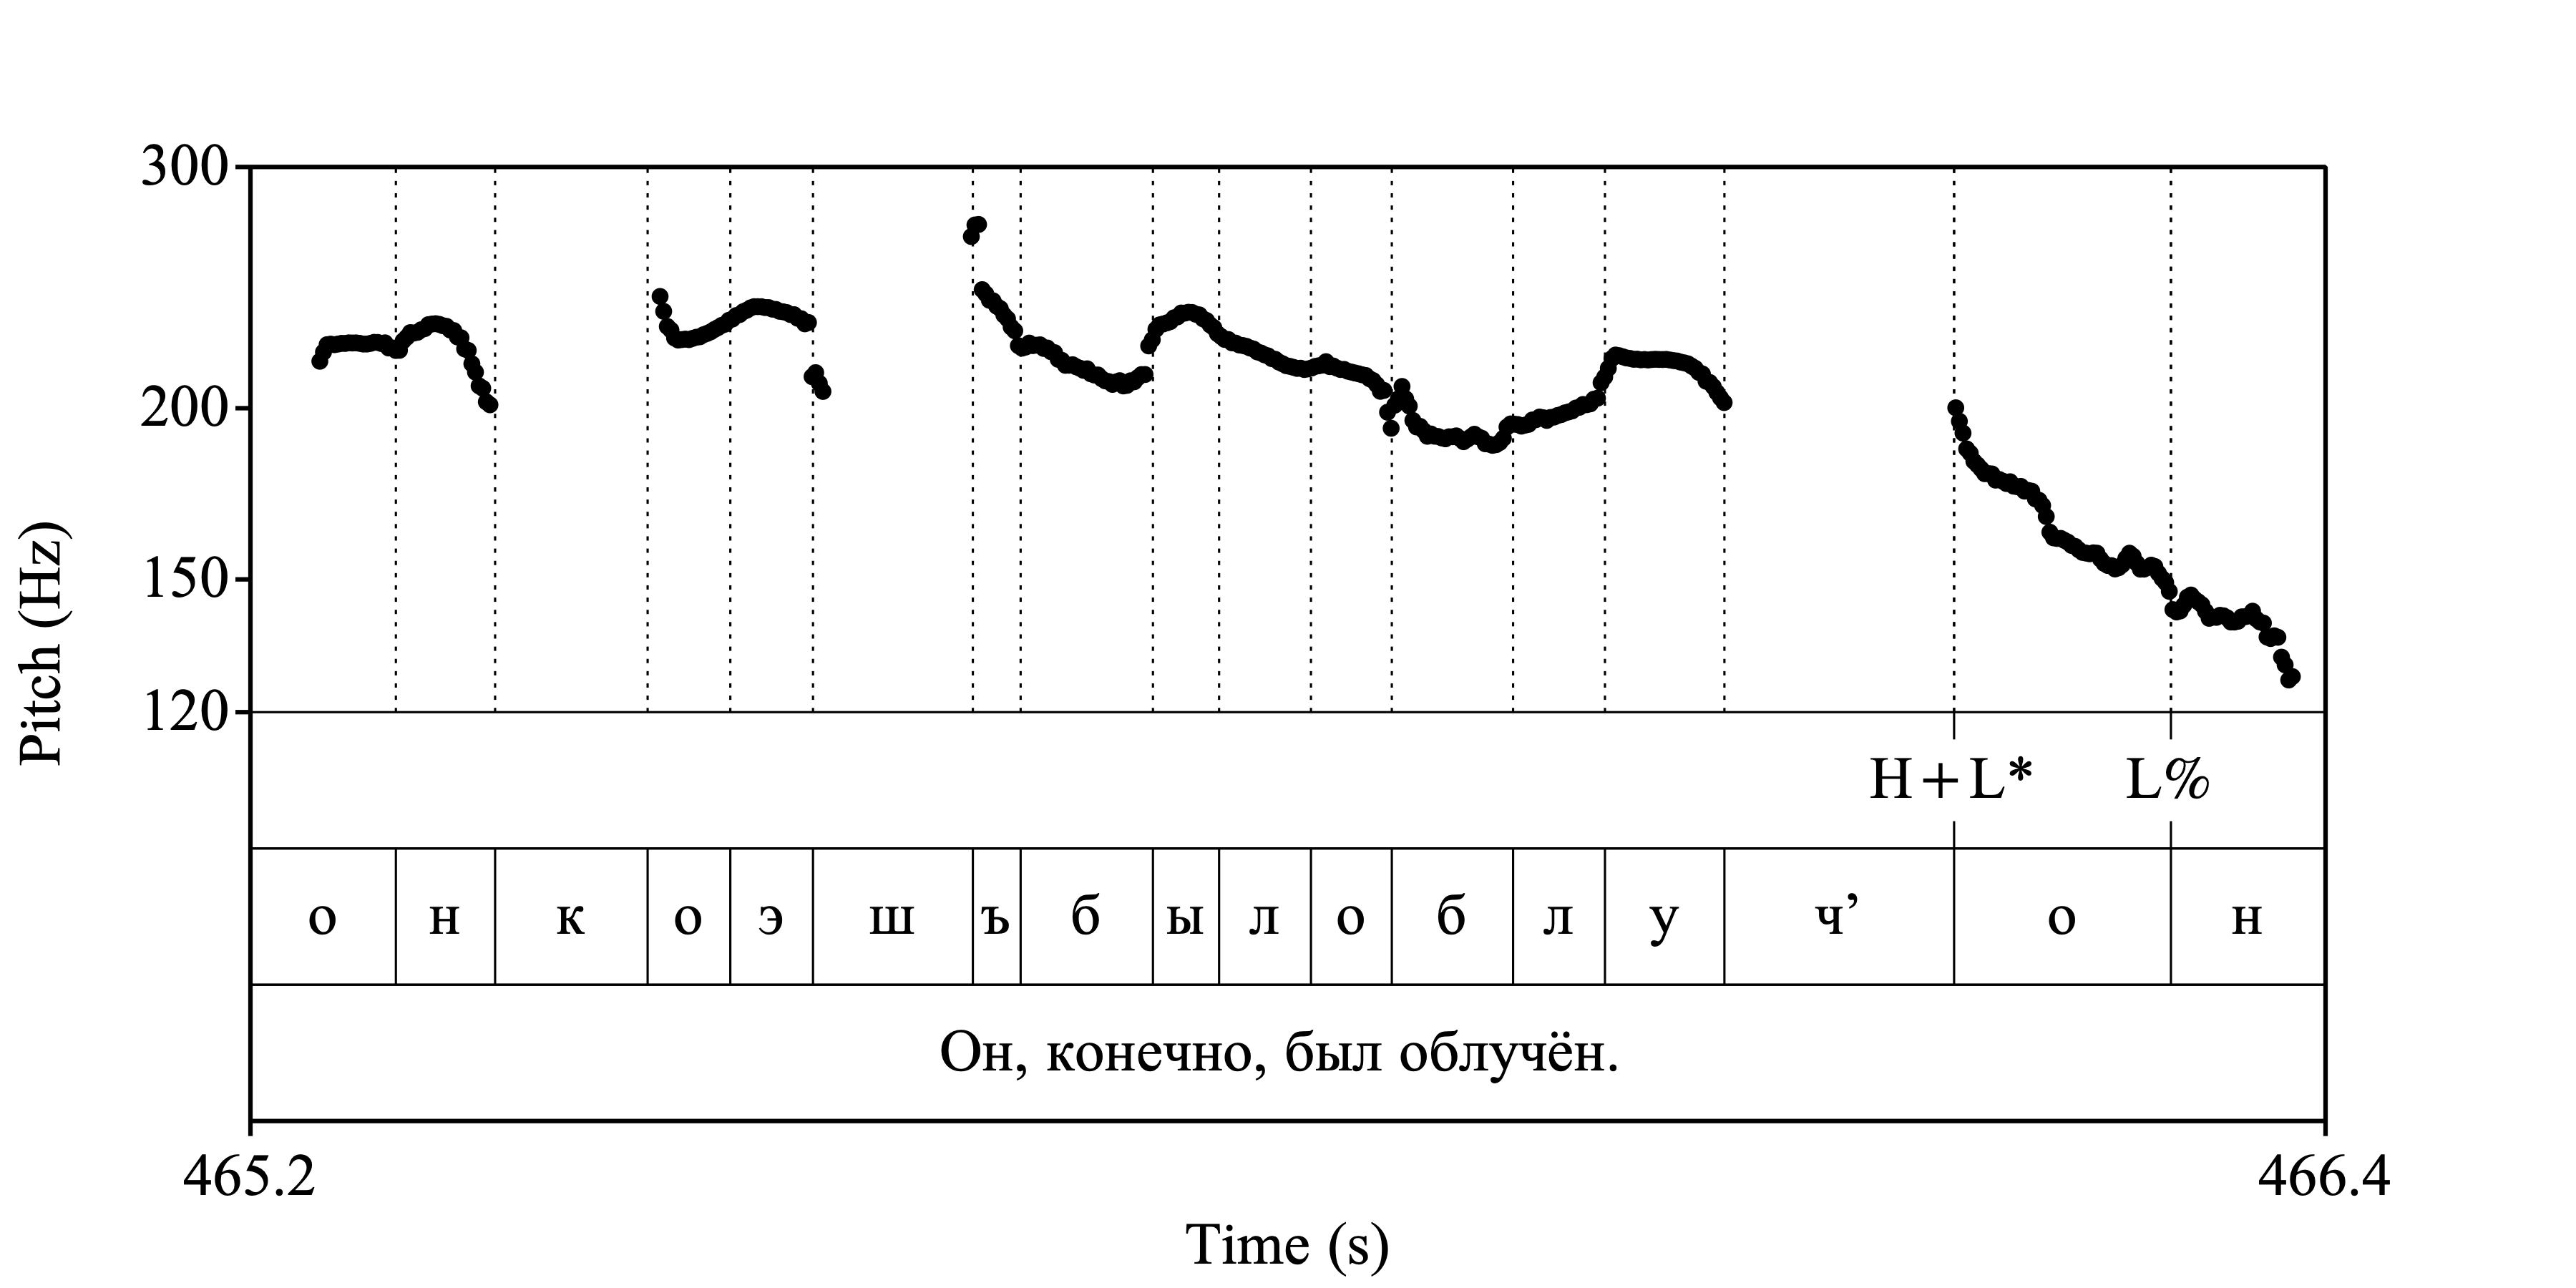 300
200
150
120
Pitch (Hz)
H+L* L%
о н к о э ш ъ б ы л о б л у ч’ о н
Он, конечно, был облучён.
465.2 466.4
Time (s)